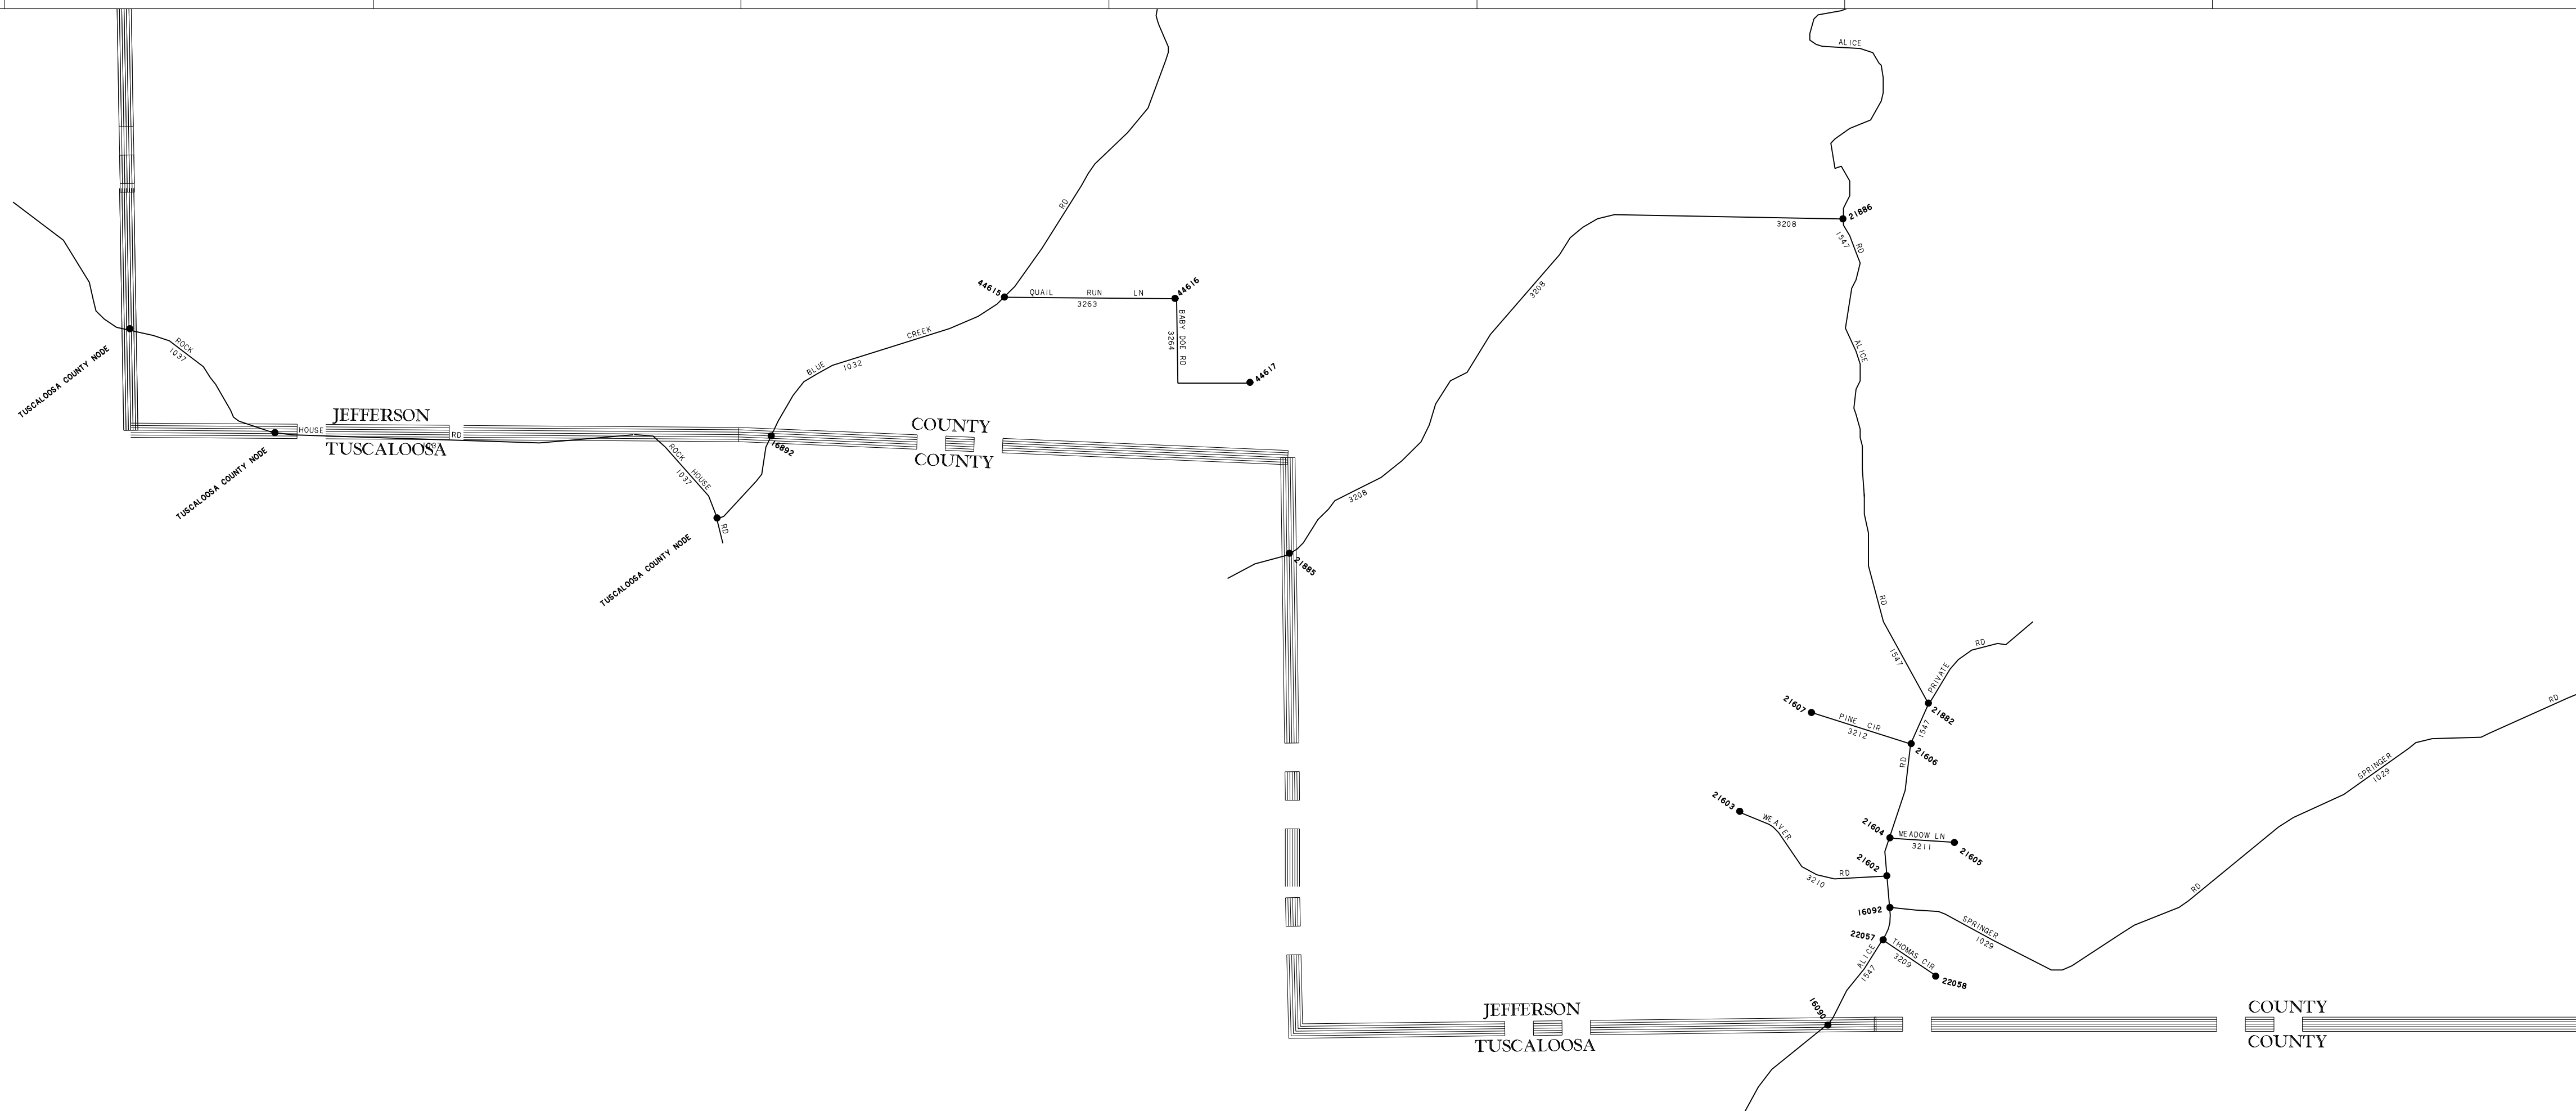 ALICE
21886
3208
1547
RD
RD
44615
QUAIL RUN LN
3263
44616
BABY DOE RD
3264
44617
3208
BLUE CREEK
1032
ROCK
1037
TUSCALOOSA COUNTY NODE
ALICE
JEFFERSON COUNTY
HOUSE RD
1037
TUSCALOOSA COUNTY
16892
ROCK HOUSE RD
1037
TUSCALOOSA COUNTY NODE
TUSCALOOSA COUNTY NODE
3208
21885
RD
1547
PRIVATE RD
21882
21607
PINE CIR
3212
1547
21606
RD
21603
WEAVER RD
3210
21604
MEADOW LN
3211
21605
21602
16092
SPRINGER RD
1029
SPRINGER RD
1029
22057
THOMAS CIR
3209
22058
ALICE
1547
16090
JEFFERSON COUNTY
TUSCALOOSA COUNTY